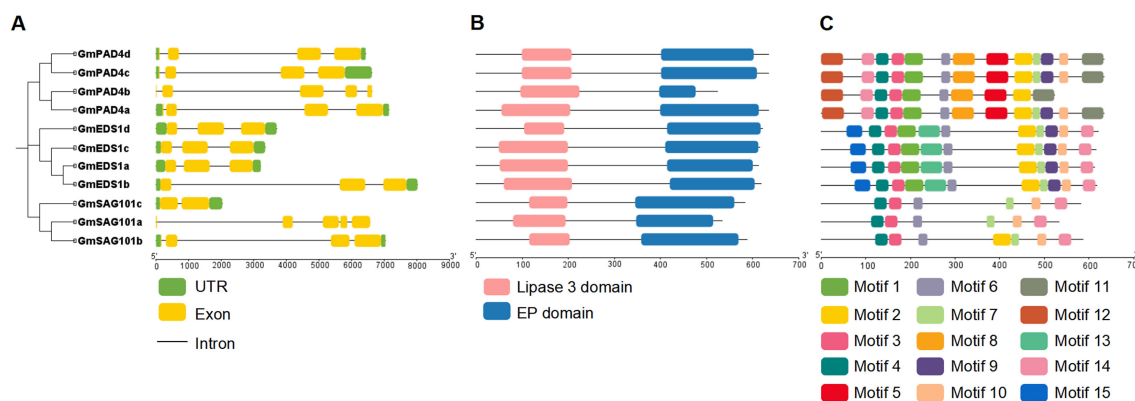 A
B
C
GmPAD4d
GmPAD4c
GmPAD4b
GmPAD4a
GmEDS1d
GmEDS1c
GmEDS1a
GmEDS1b
GmSAG101c
GmSAG101a
GmSAG101b
5' 3'
0 1000 2000 3000 4000 5000 6000 7000 8000 9000
5' 3'
0 100 200 300 400 500 600 700
5'
0 100 200 300 400 500 600 70
UTR
Exon
Intron
Lipase 3 domain
EP domain
Motif 1 Motif 6 Motif 11
Motif 2 Motif 7 Motif 12
Motif 3 Motif 8 Motif 13
Motif 4 Motif 9 Motif 14
Motif 5 Motif 10 Motif 15